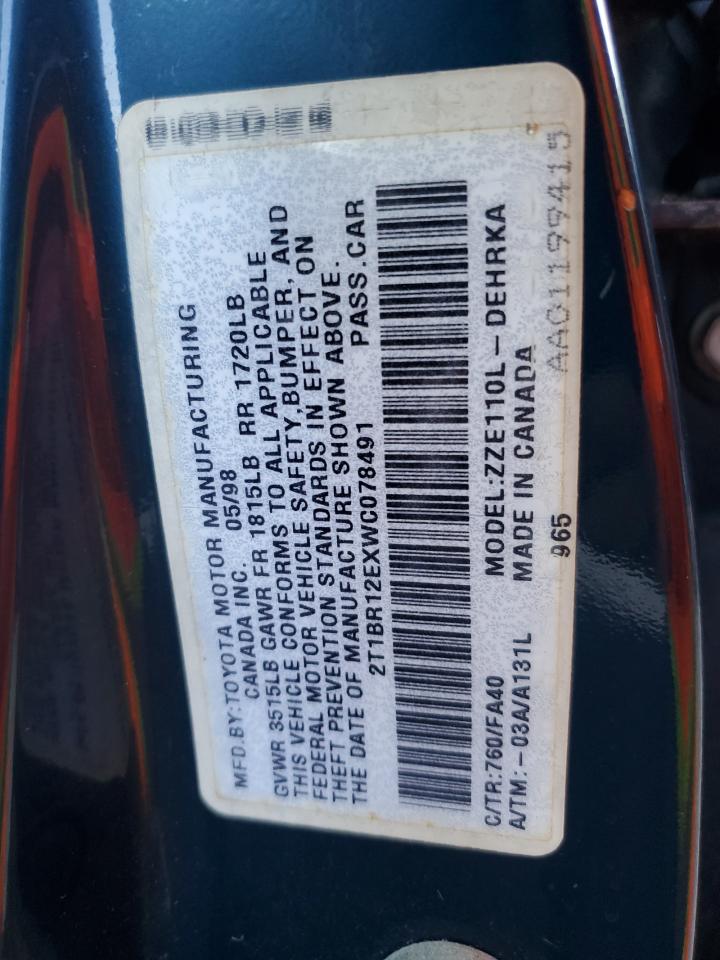 MFD.BY:TOYOTA MOTOR MANUFACTURING
CANADA INC. 05/98
GVWR 3515LB GAWR FR 1815LB RR 1720LB
THIS VEHICLE CONFORMS TO ALL APPLICABLE
FEDERAL MOTOR VEHICLE SAFETY,BUMPER, AND
THEFT PREVENTION STANDARDS IN EFFECT ON
THE DATE OF MANUFACTURE SHOWN ABOVE.
2T1BR12EXWC078491 PASS.CAR
C/TR:760/FA40 MODEL:ZZE110L-DEHRKA
A/TM:-03A/A131L MADE IN CANADA
965
AA01199415